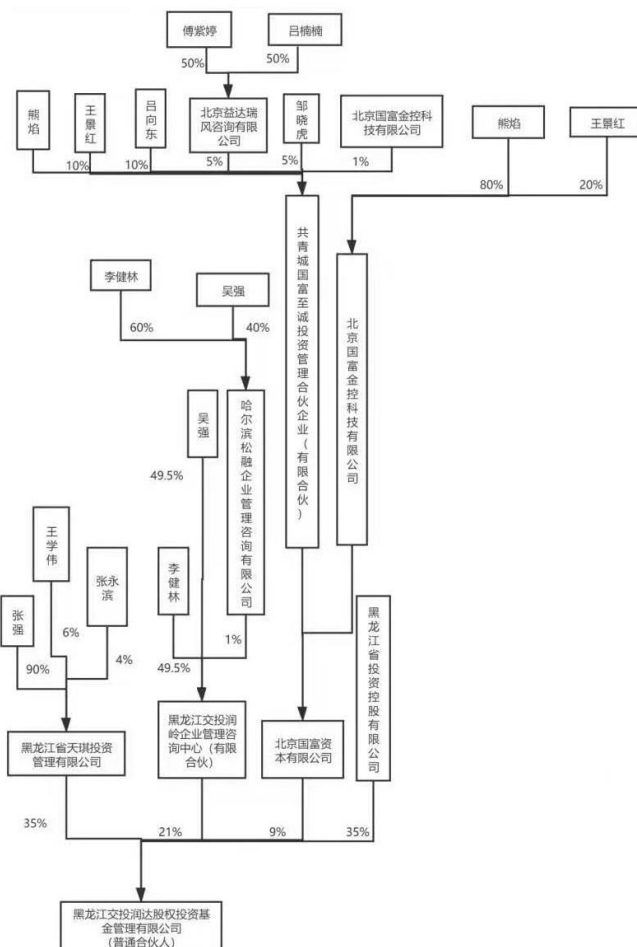 傅紫婷
吕楠楠
50%
50%
熊焰
王景红
吕向东
北京益达瑞
风咨询有限
公司
邹晓虎
北京国富金控科
技有限公司
熊焰
王景红
10%
10%
5%
5%
1%
80%
20%
共青城国富至诚投资管理合伙企业（有限合伙）
北京国富金控科技有限公司
李健林
吴强
60%
40%
吴强
哈尔滨松融企业管理咨询有限公司
49.5%
王学伟
张永滨
李健林
张强
6%
1%
黑龙江省投资控股有限公司
90%
4%
49.5%
黑龙江省天琪投资
管理有限公司
黑龙江交投润
岭企业管理咨
询中心（有限
合伙）
北京国富资
本有限公司
35%
21%
9%
35%
黑龙江交投润达股权投资基
金管理有限公司
（普通合伙人）